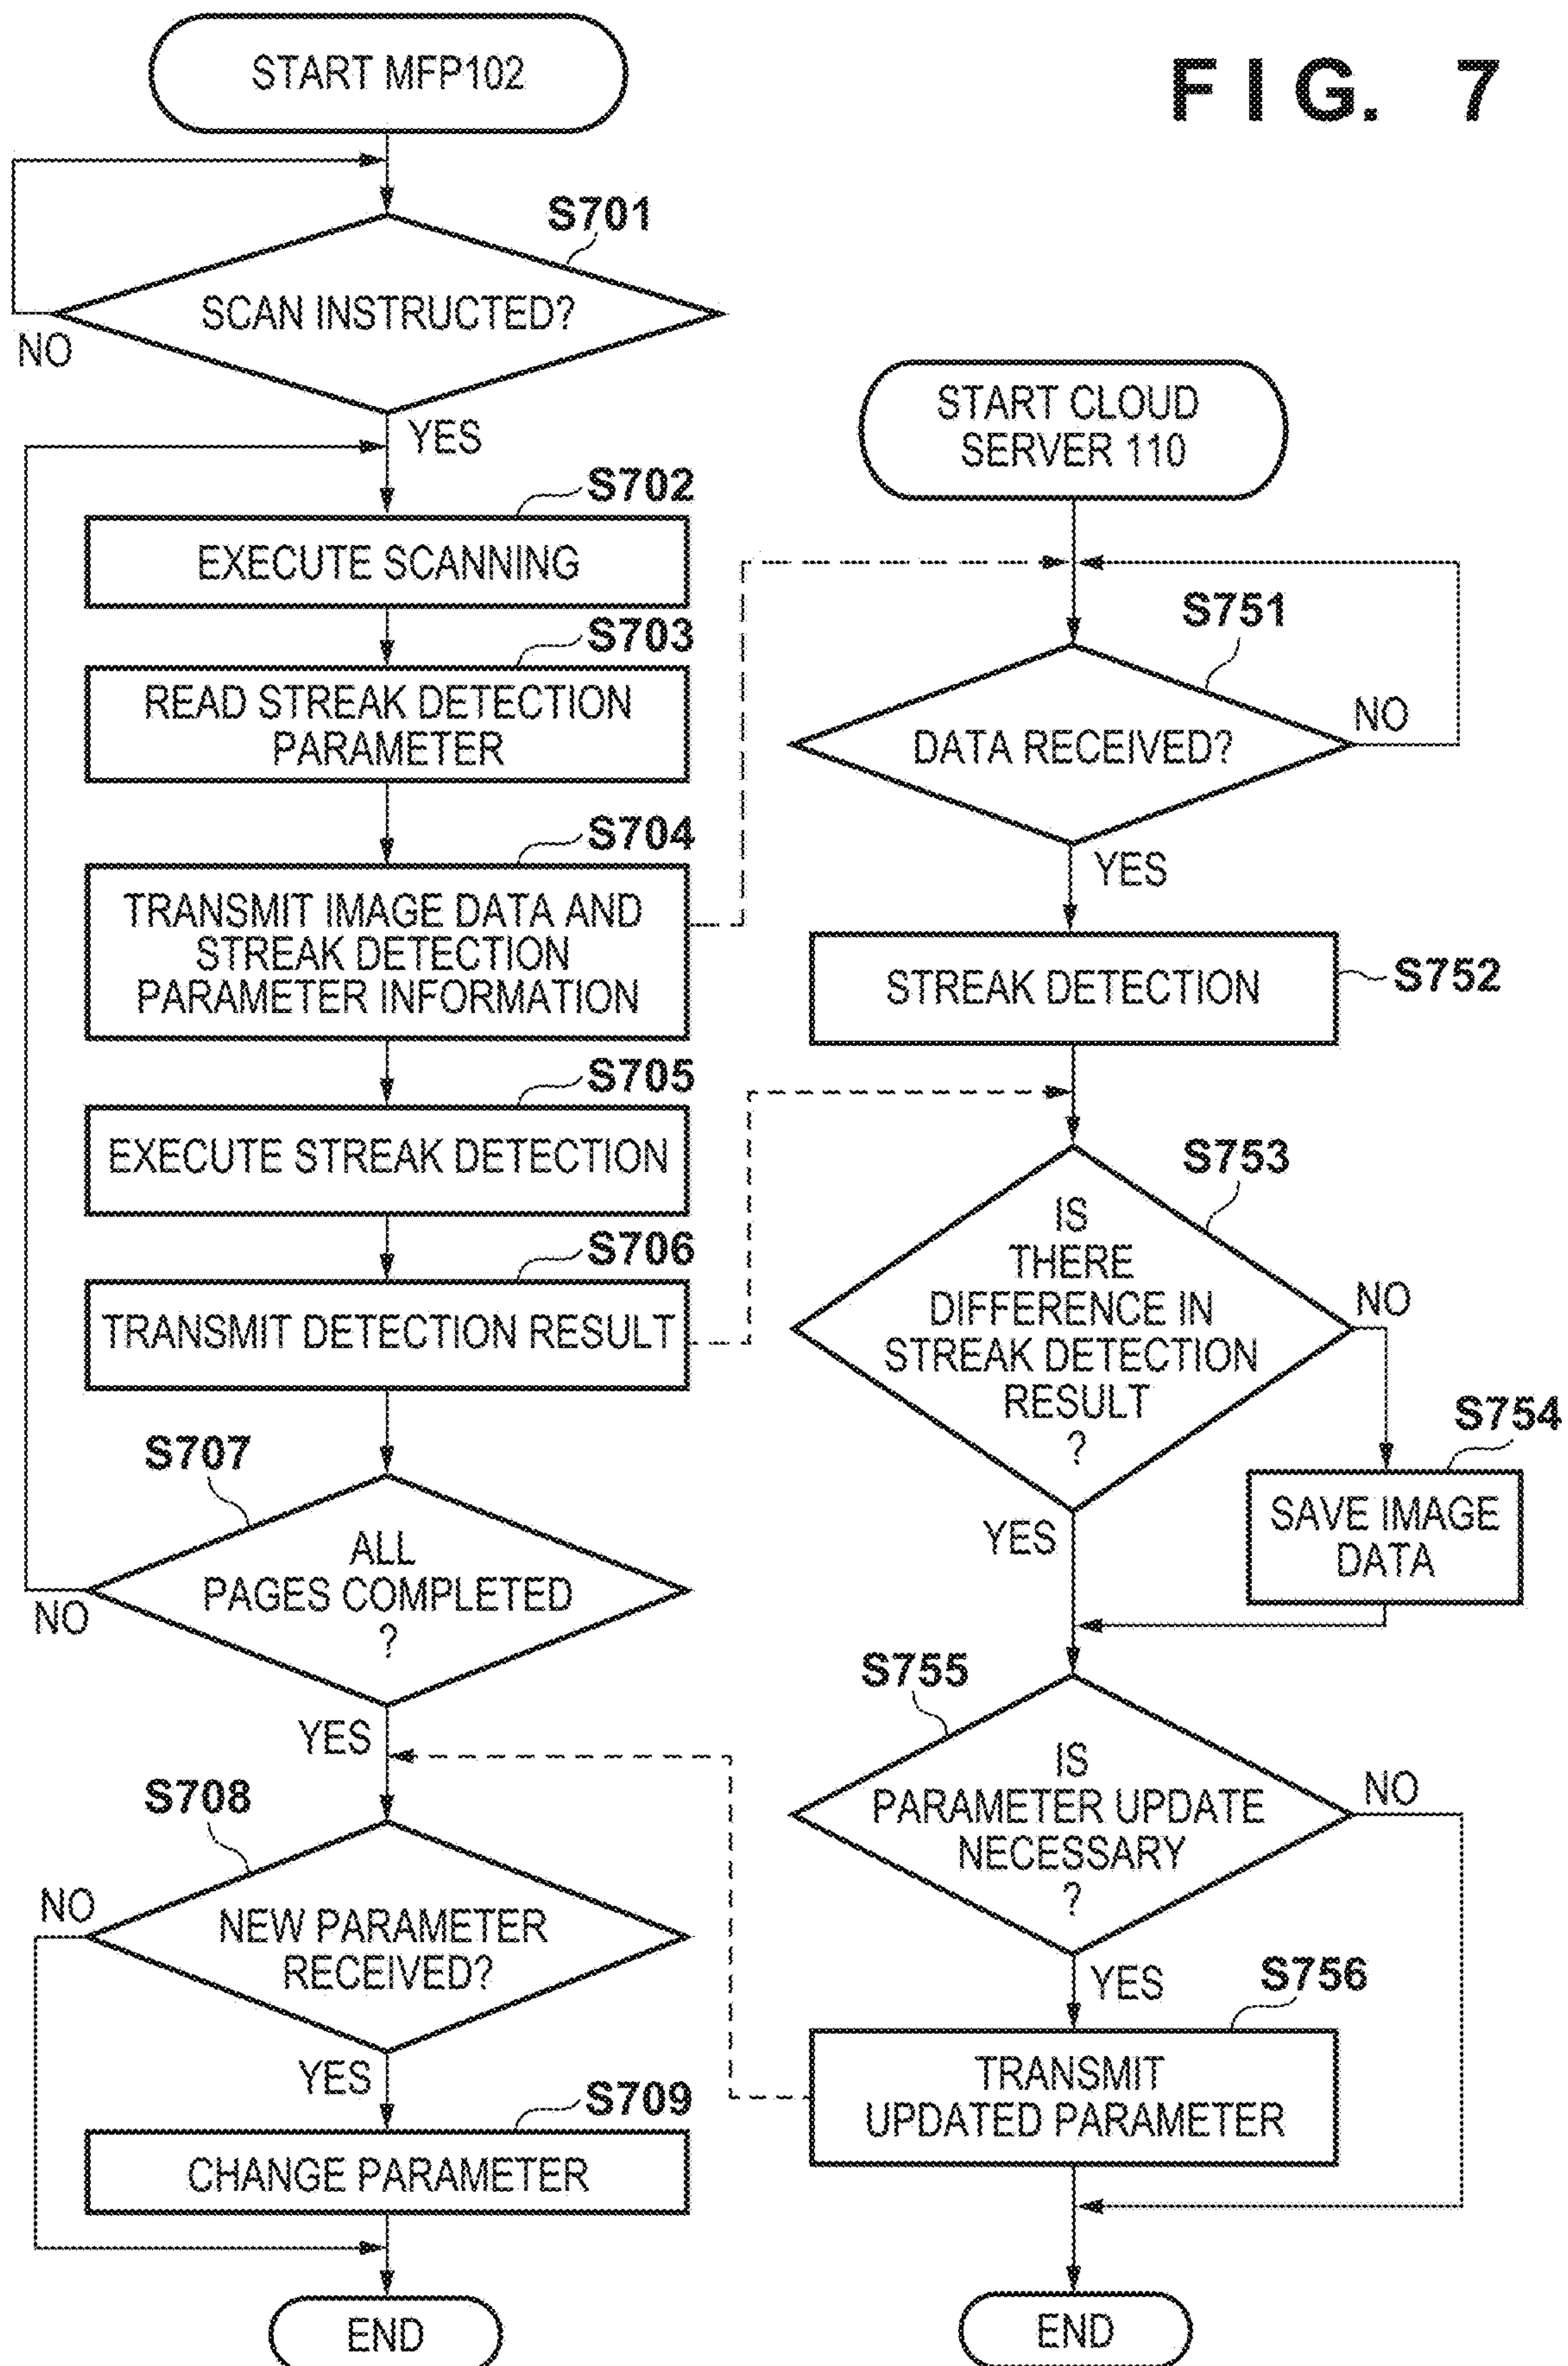 FIG. 7
START MFP102
S701
SCAN INSTRUCTED?
NO
YES
S702
EXECUTE SCANNING
S703
READ STREAK DETECTION
PARAMETER
S704
TRANSMIT IMAGE DATA AND
STREAK DETECTION
PARAMETER INFORMATION
S705
EXECUTE STREAK DETECTION
S706
TRANSMIT DETECTION RESULT
S707
ALL
PAGES COMPLETED
?
NO
YES
S708
NEW PARAMETER
RECEIVED?
NO
YES
S709
CHANGE PARAMETER
END
START CLOUD
SERVER 110
S751
DATA RECEIVED?
NO
YES
STREAK DETECTION
S752
S753
IS
THERE
DIFFERENCE IN
STREAK DETECTION
RESULT
?
NO
YES
S754
SAVE IMAGE
DATA
S755
IS
PARAMETER UPDATE
NECESSARY
?
NO
YES
S756
TRANSMIT
UPDATED PARAMETER
END